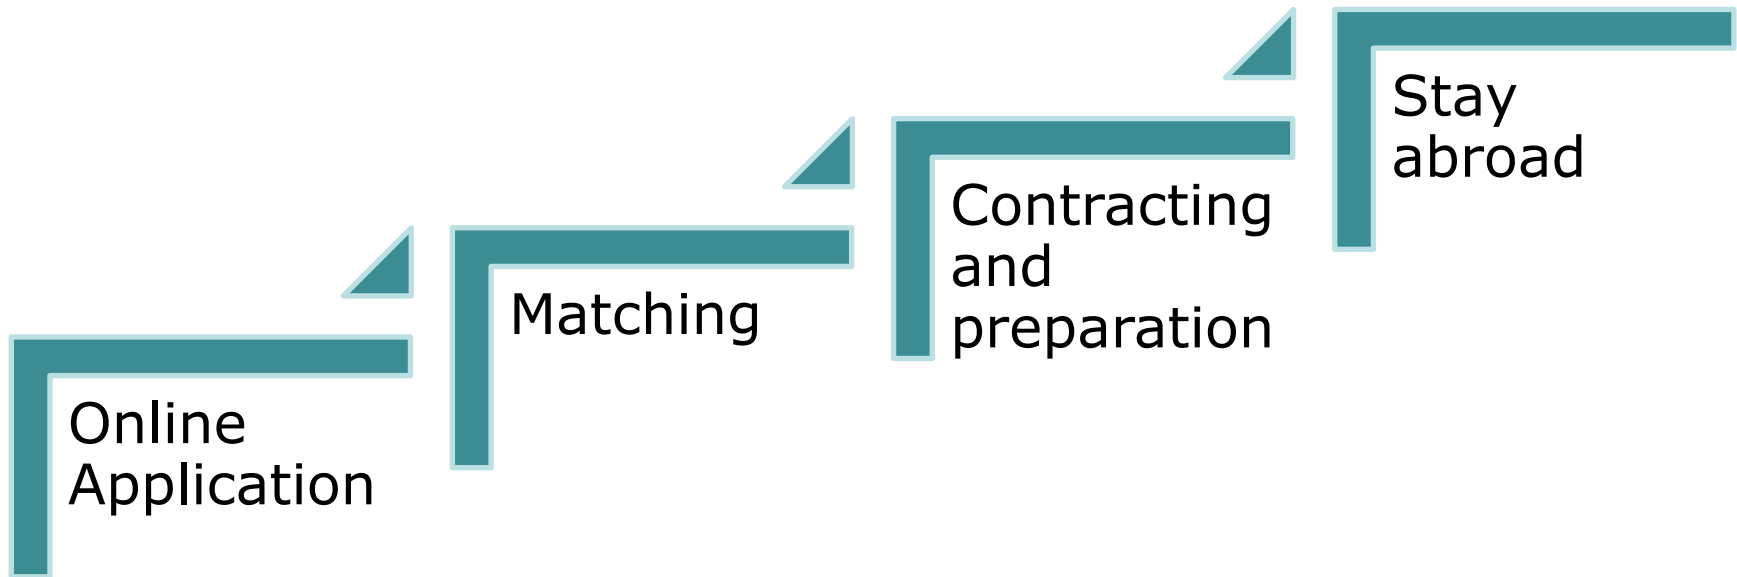 Online
Application
Matching
Contracting
and
preparation
Stay
abroad